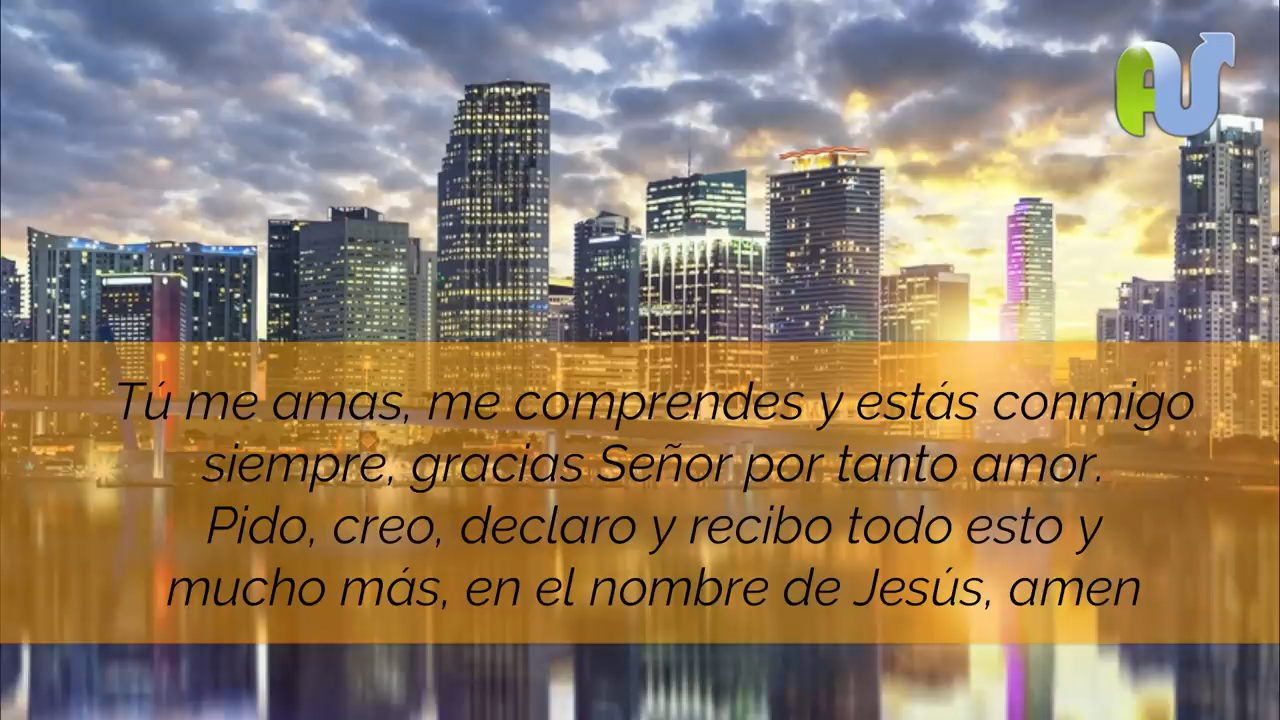 AU
Tú me amas, me comprendes y estás conmigo
siempre, gracias Señor por tanto amor.
Pido, creo, declaro y recibo todo esto y
mucho más, en el nombre de Jesús, amen